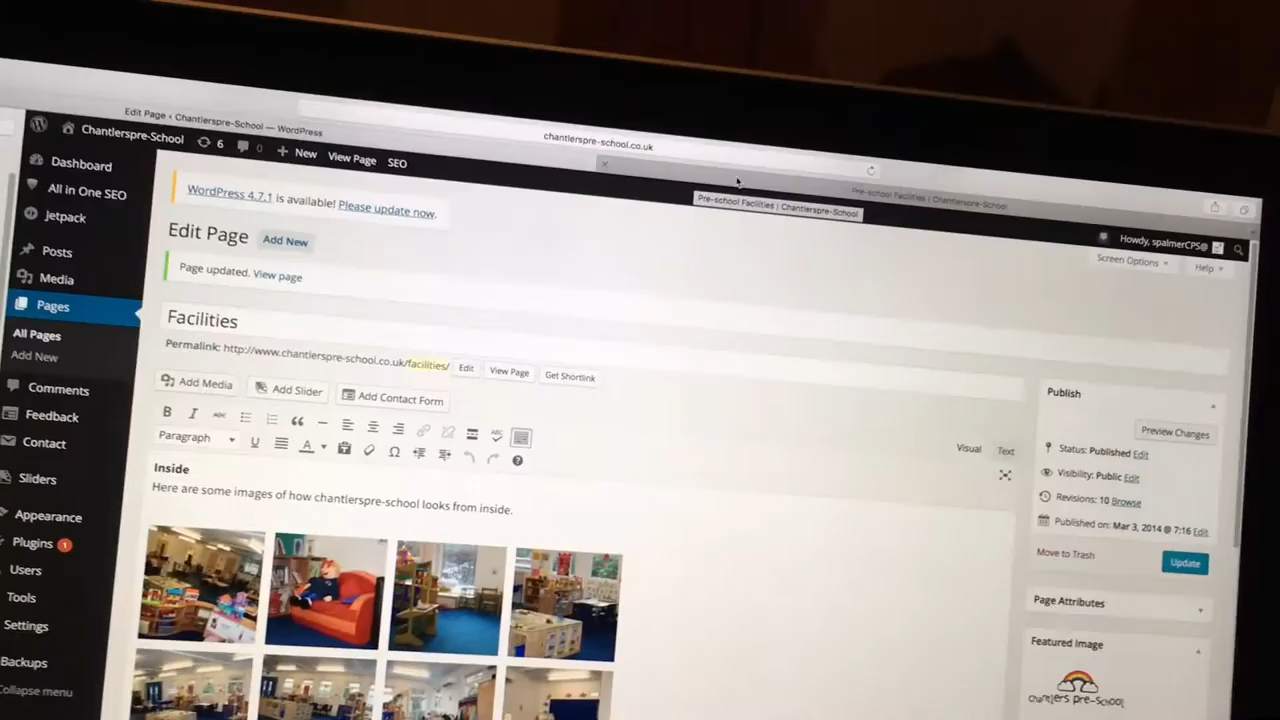 Edit Page ‹ Chantlerspre-School — WordPress
chantlerspre-school.co.uk
Pre-school Facilities | Chantlerspre-School
Pre-school Facilities | Chantlerspre-School
Chantlerspre-School 6 0 New View Page SEO
Howdy, spalmerCPS@
Dashboard
All in One SEO
Jetpack
Posts
Media
Pages
All Pages
Add New
Comments
Feedback
Contact
Sliders
Appearance
Plugins 1
Users
Tools
Settings
Backups
Collapse menu
WordPress 4.7.1 is available! Please update now.
Screen Options Help
Edit Page Add New
Page updated. View page
Facilities
Permalink: http://www.chantlerspre-school.co.uk/facilities/ Edit View Page Get Shortlink
Add Media Add Slider Add Contact Form
Visual Text
B I ABC
Paragraph U A
Inside
Here are some images of how chantlerspre-school looks from inside.
Publish
Preview Changes
Status: Published Edit
Visibility: Public Edit
Revisions: 10 Browse
Published on: Mar 3, 2014 @ 7:16 Edit
Move to Trash Update
Page Attributes
Featured Image
chantlers pre-School